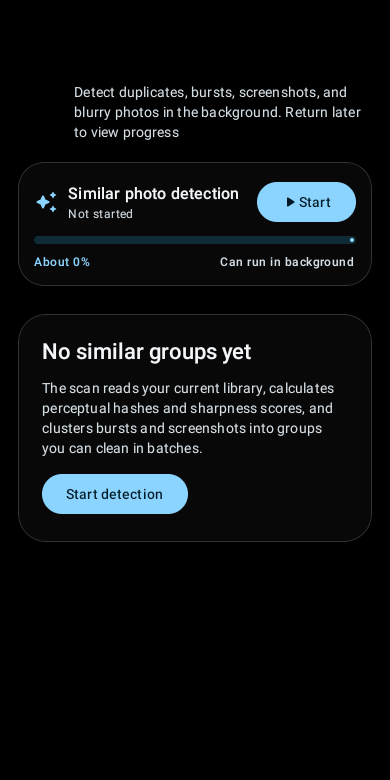 Detect duplicates, bursts, screenshots, and
blurry photos in the background. Return later
to view progress
Similar photo detection
Not started
Start
About 0%
Can run in background
No similar groups yet
The scan reads your current library, calculates
perceptual hashes and sharpness scores, and
clusters bursts and screenshots into groups
you can clean in batches.
Start detection